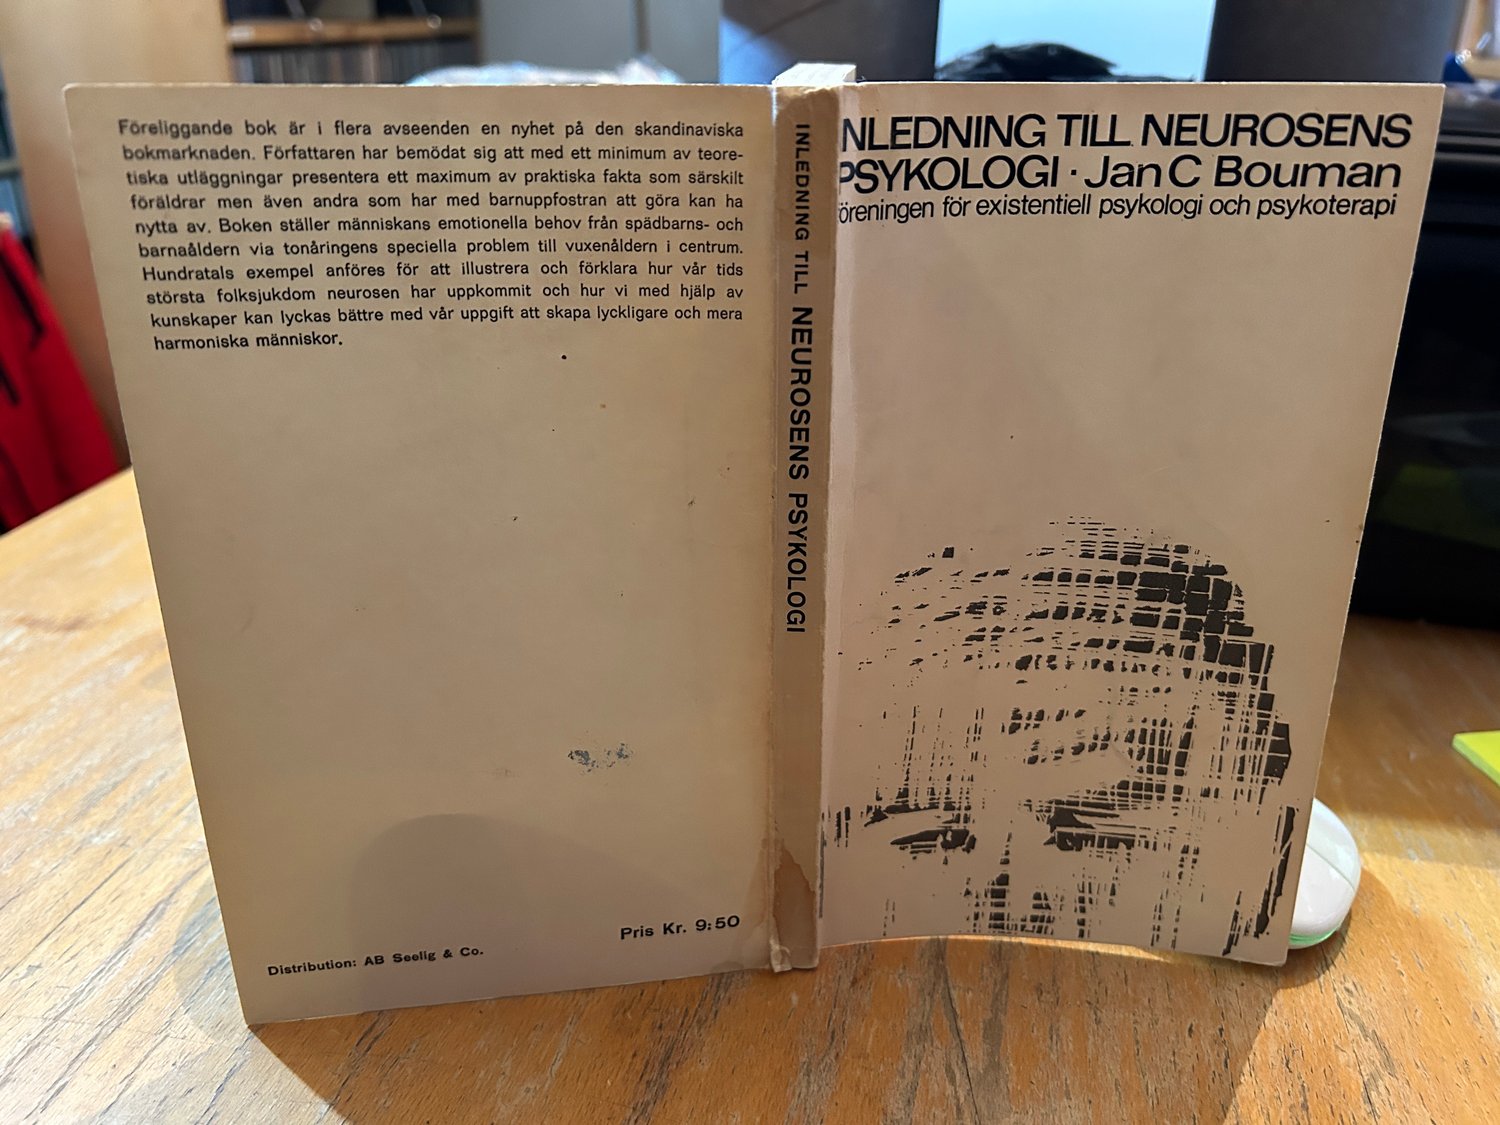 Föreliggande bok är i flera avseenden en nyhet på den skandinaviska
bokmarknaden. Författaren har bemödat sig att med ett minimum av teore-
tiska utläggningar presentera ett maximum av praktiska fakta som särskilt
föräldrar men även andra som har med barnuppfostran att göra kan ha
nytta av. Boken ställer människans emotionella behov från spädbarns- och
barnaåldern via tonåringens speciella problem till vuxenåldern i centrum.
Hundratals exempel anföres för att illustrera och förklara hur vår tids
största folksjukdom neurosen har uppkommit och hur vi med hjälp av
kunskaper kan lyckas bättre med vår uppgift att skapa lyckligare och mera
harmoniska människor.
Pris Kr. 9:50
Distribution: AB Seelig & Co.
INLEDNING TILL NEUROSENS PSYKOLOGI
INLEDNING TILL NEUROSENS
PSYKOLOGI · Jan C Bouman
föreningen för existentiell psykologi och psykoterapi